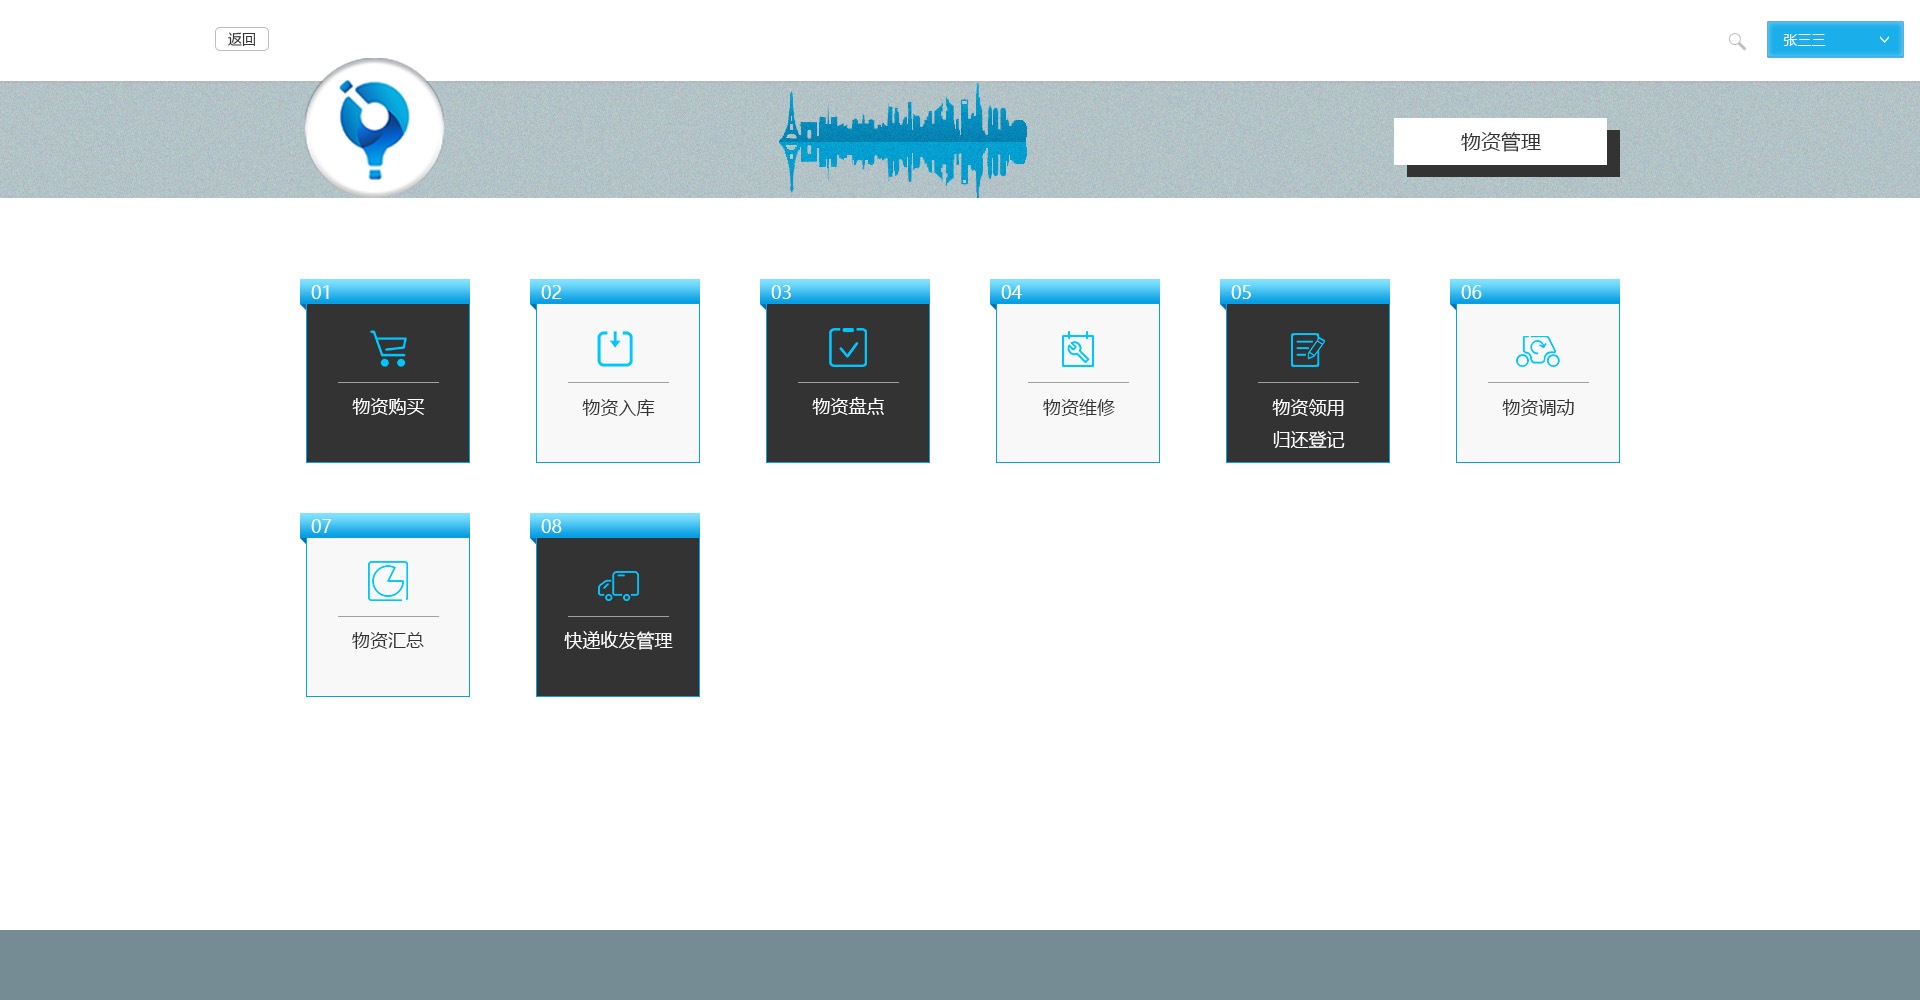 返回
张三三
物资管理
01
02
03
04
05
06
物资购买
物资入库
物资盘点
物资维修
物资领用
归还登记
物资调动
07
08
物资汇总
快递收发管理